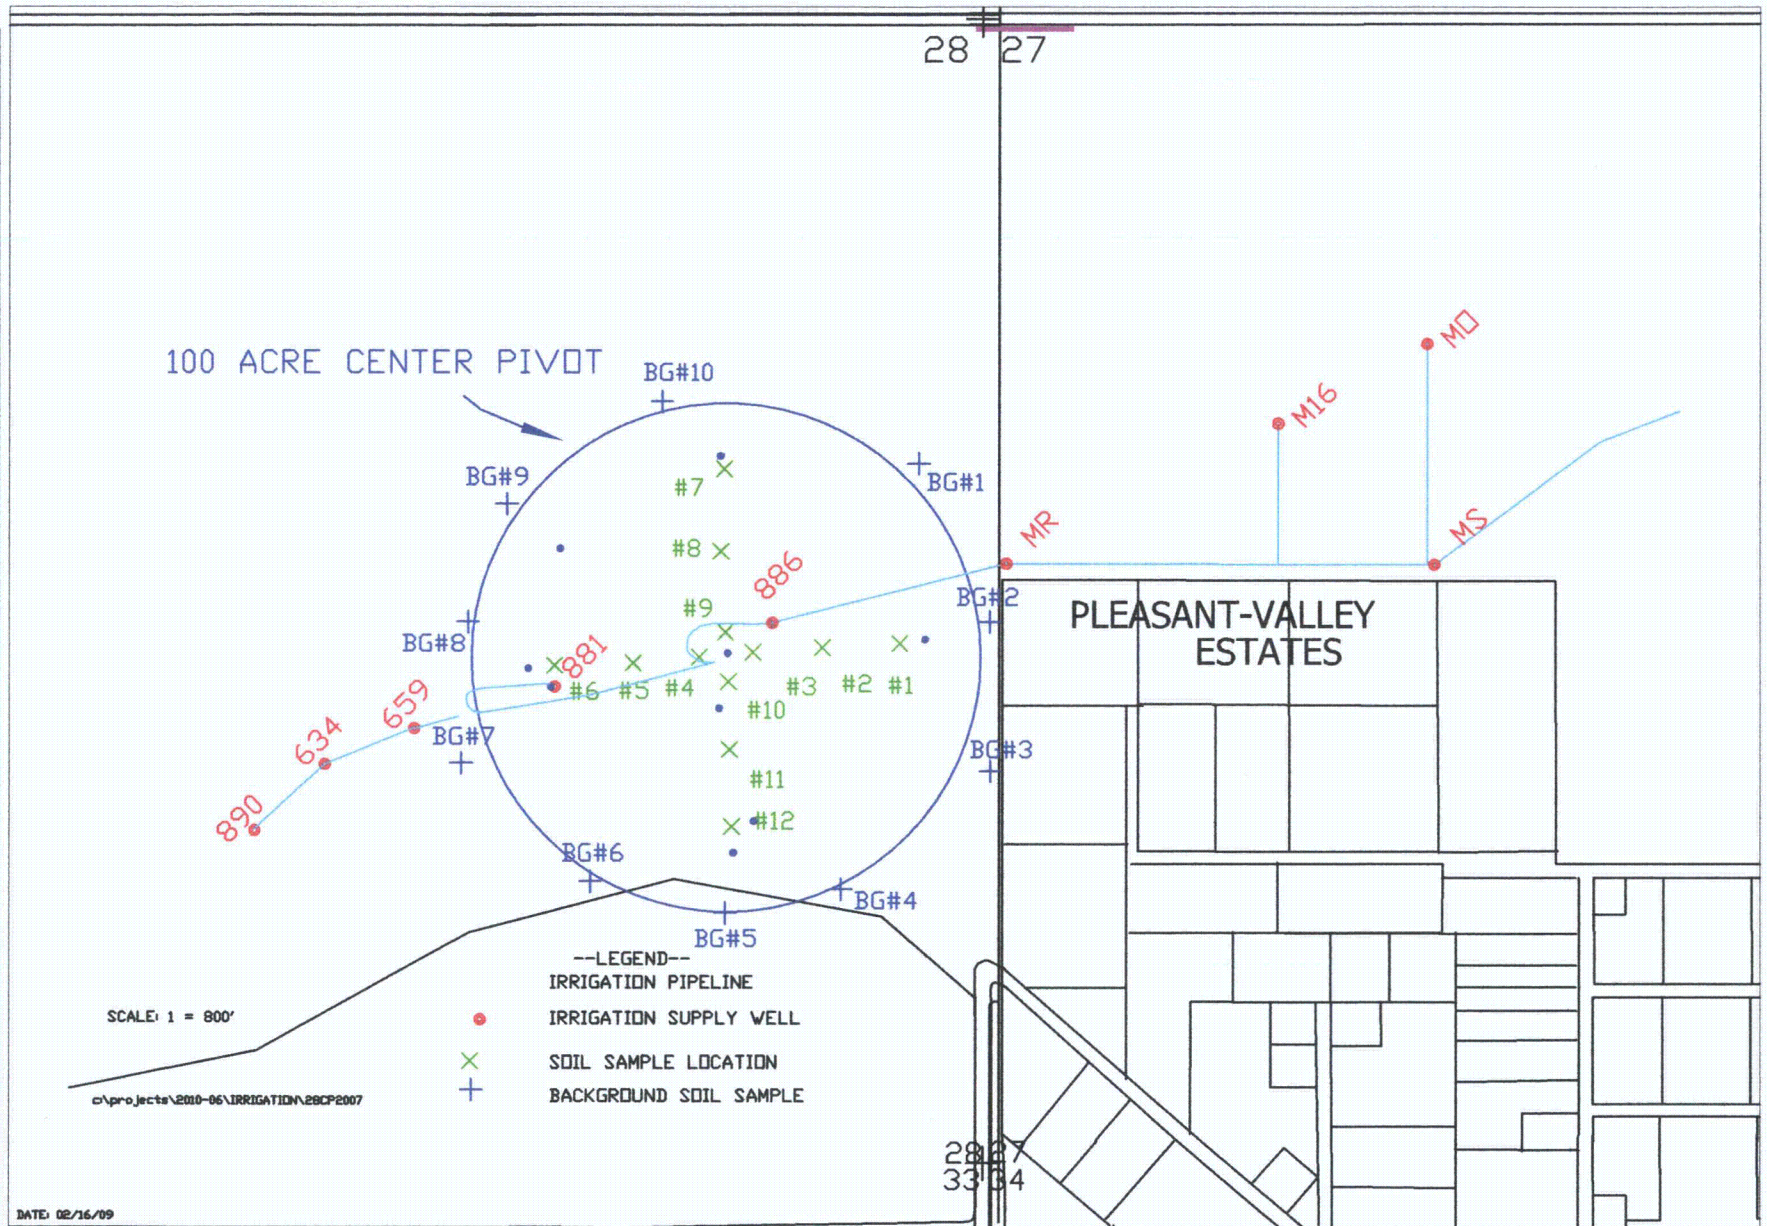 28 27
100 ACRE CENTER PIVOT
BG#10
BG#9
BG#1
#7
#8
#9
886
MR
M16
MO
MS
BG#2
BG#8
881
#6
#5
#4
#3
#2
#1
#10
659
634
890
BG#7
BG#3
#11
#12
BG#6
BG#4
BG#5
PLEASANT-VALLEY
ESTATES
--LEGEND--
IRRIGATION PIPELINE
IRRIGATION SUPPLY WELL
SOIL SAMPLE LOCATION
BACKGROUND SOIL SAMPLE
SCALE: 1 = 800'
c:\projects\2010-06\IRRIGATION\28CP2007
28 27
33 34
DATE: 02/16/09